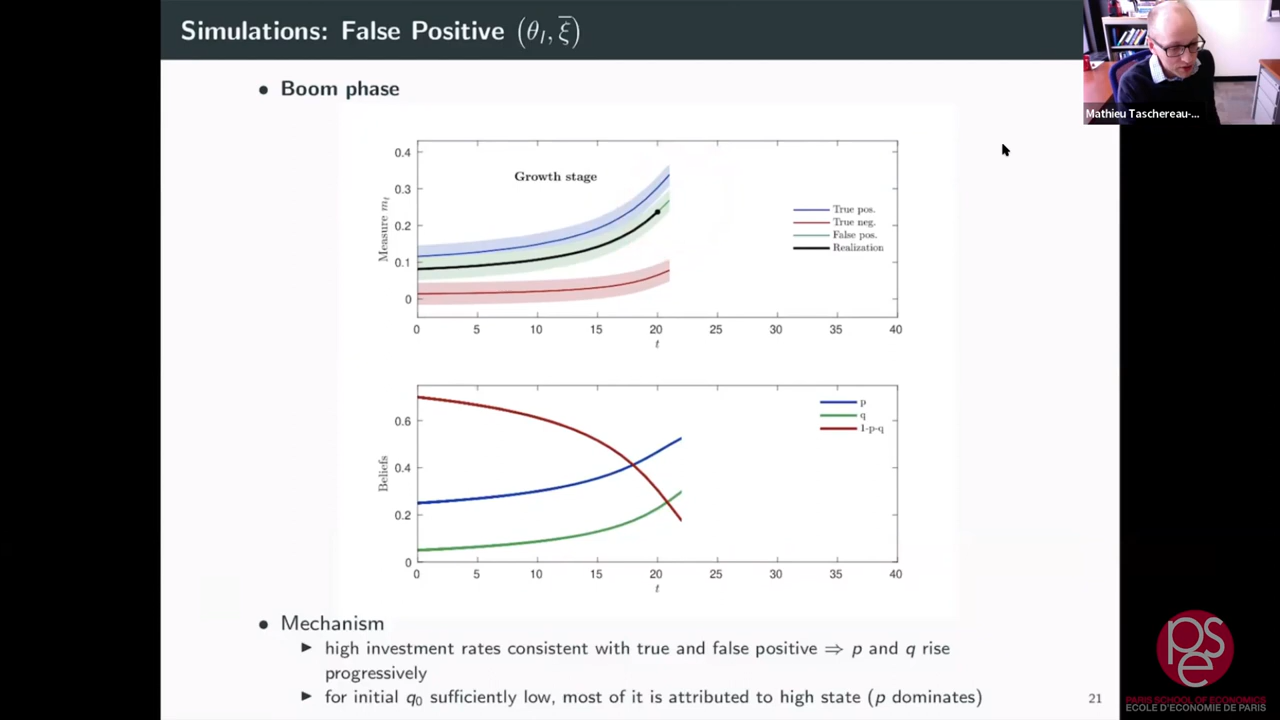 Simulations: False Positive (θ_l, ξ̄)
Mathieu Taschereau-...
• Boom phase
Growth stage
Measure m_t
0.4
0.3
0.2
0.1
0
0 5 10 15 20 25 30 35 40
t
True pos.
True neg.
False pos.
Realization
Beliefs
0.6
0.4
0.2
0
0 5 10 15 20 25 30 35 40
t
p
q
1-p-q
• Mechanism
▶ high investment rates consistent with true and false positive ⇒ p and q rise
progressively
▶ for initial q₀ sufficiently low, most of it is attributed to high state (p dominates)
21
pse
PARIS SCHOOL OF ECONOMICS
ECOLE D'ECONOMIE DE PARIS